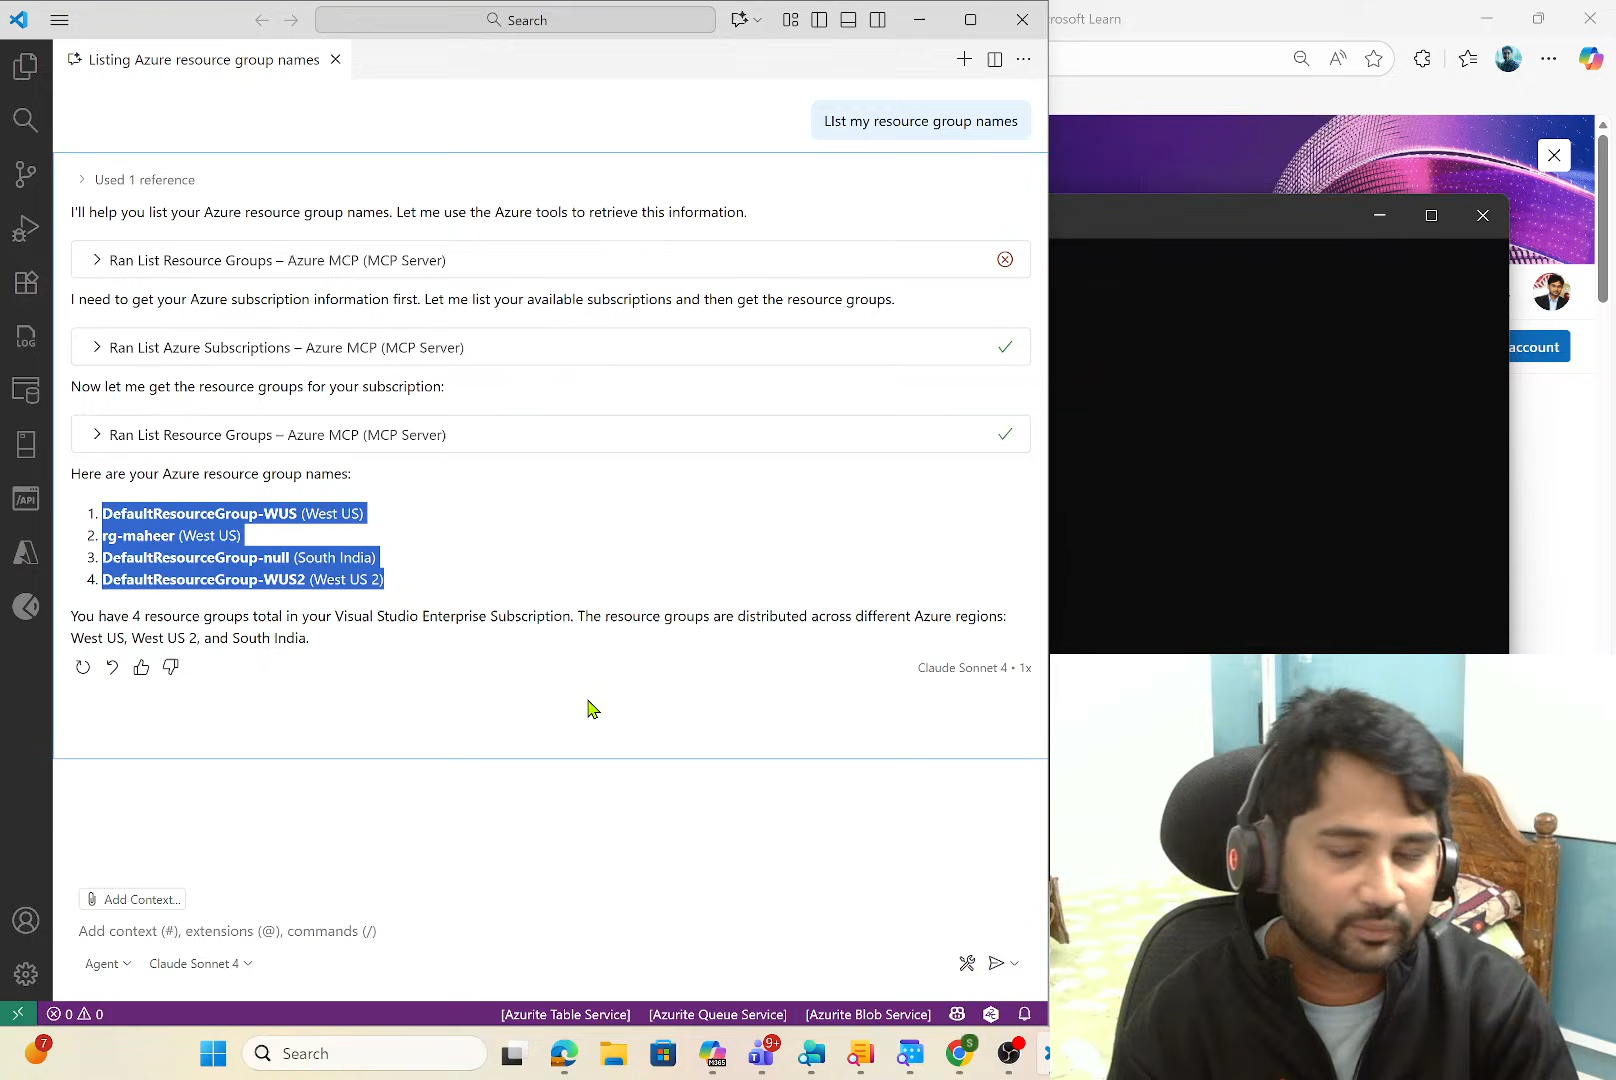 Search
rosoft Learn
Listing Azure resource group names
LIst my resource group names
Used 1 reference
I'll help you list your Azure resource group names. Let me use the Azure tools to retrieve this information.
Ran List Resource Groups – Azure MCP (MCP Server)
I need to get your Azure subscription information first. Let me list your available subscriptions and then get the resource groups.
Ran List Azure Subscriptions – Azure MCP (MCP Server)
account
Now let me get the resource groups for your subscription:
Ran List Resource Groups – Azure MCP (MCP Server)
Here are your Azure resource group names:
1. DefaultResourceGroup-WUS (West US)
2. rg-maheer (West US)
3. DefaultResourceGroup-null (South India)
4. DefaultResourceGroup-WUS2 (West US 2)
You have 4 resource groups total in your Visual Studio Enterprise Subscription. The resource groups are distributed across different Azure regions:
West US, West US 2, and South India.
Claude Sonnet 4 • 1x
LOG
/API
Add Context...
Add context (#), extensions (@), commands (/)
Agent
Claude Sonnet 4
0 0
[Azurite Table Service] [Azurite Queue Service] [Azurite Blob Service]
7
Search
M365
9+
S